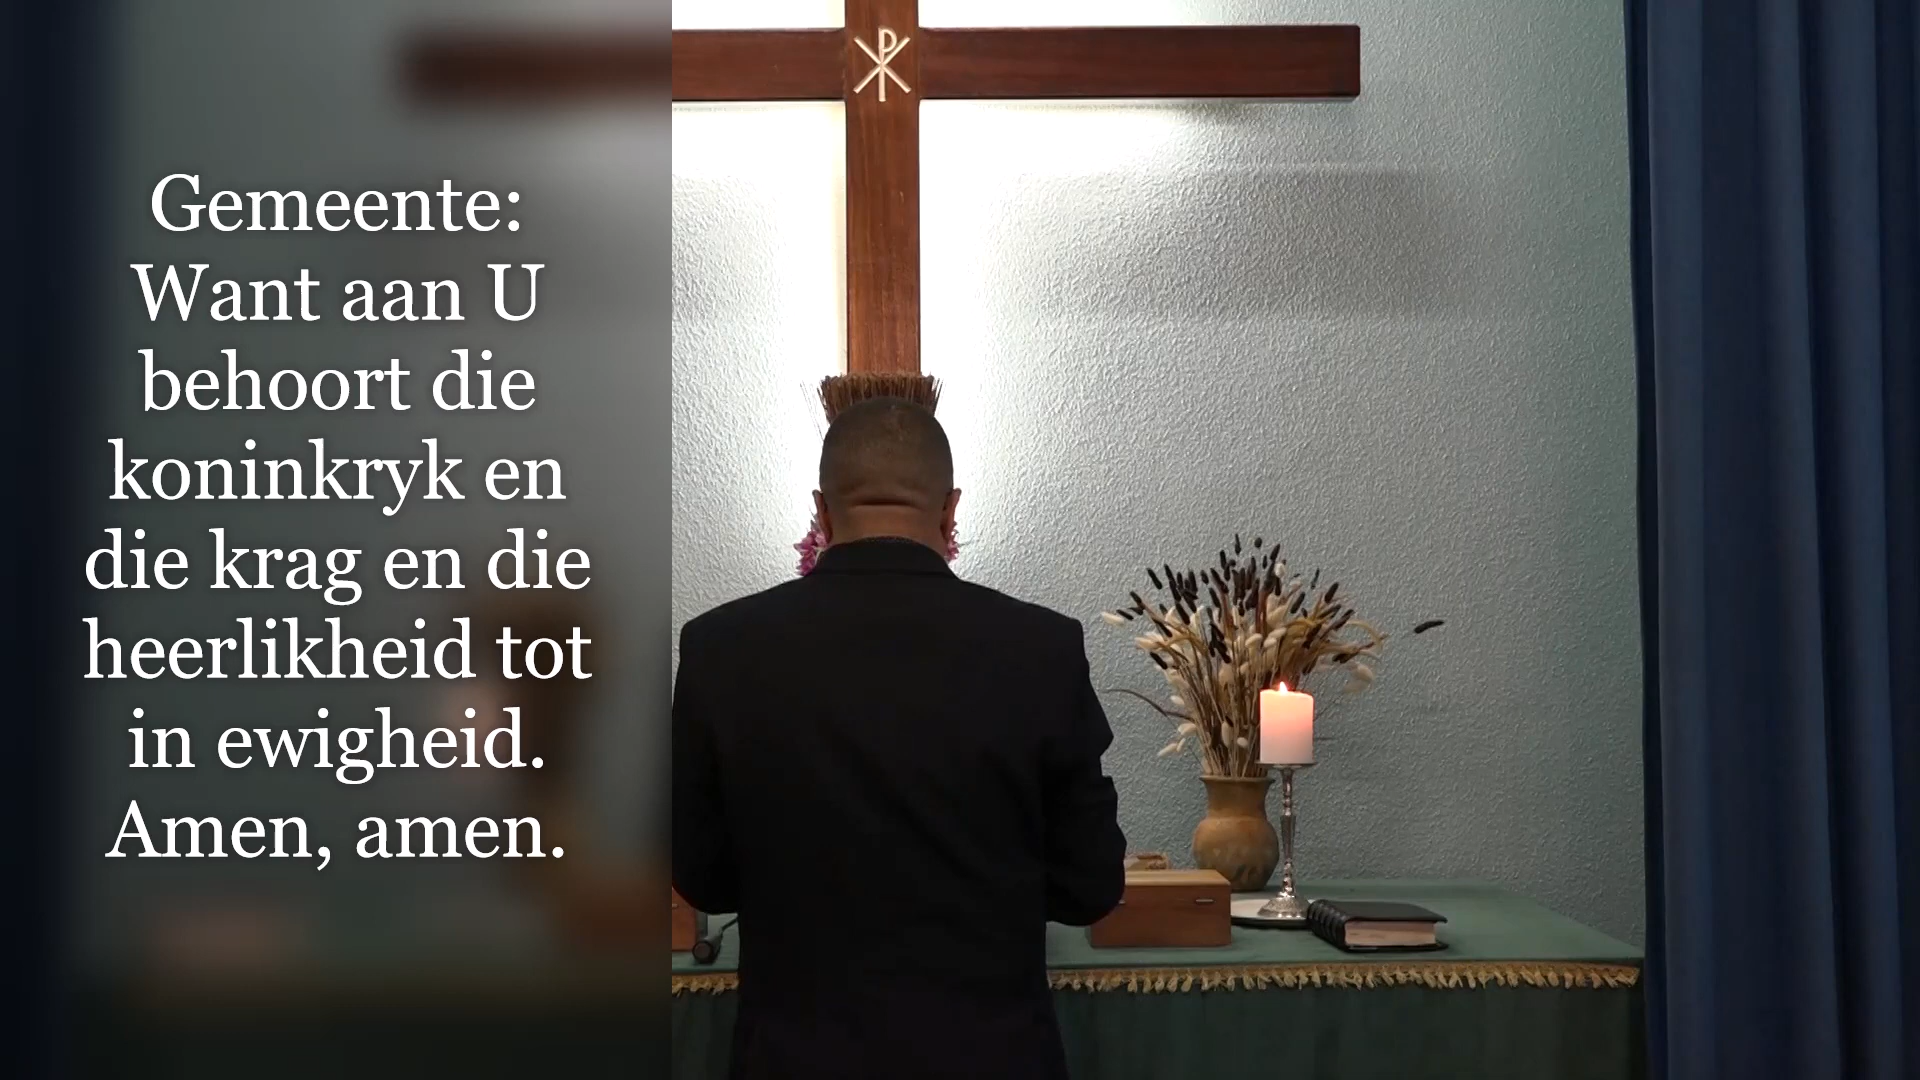 Gemeente:
Want aan U
behoort die
koninkryk en
die krag en die
heerlikheid tot
in ewigheid.
Amen, amen.